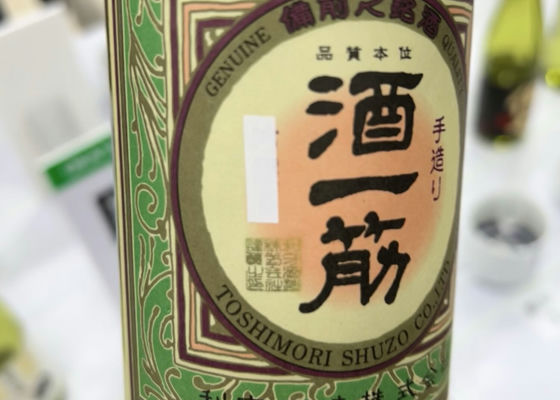 備前之銘酒
GENUINE QUALITY
品質本位
酒一筋
手造り
TOSHIMORI SHUZO CO., LTD